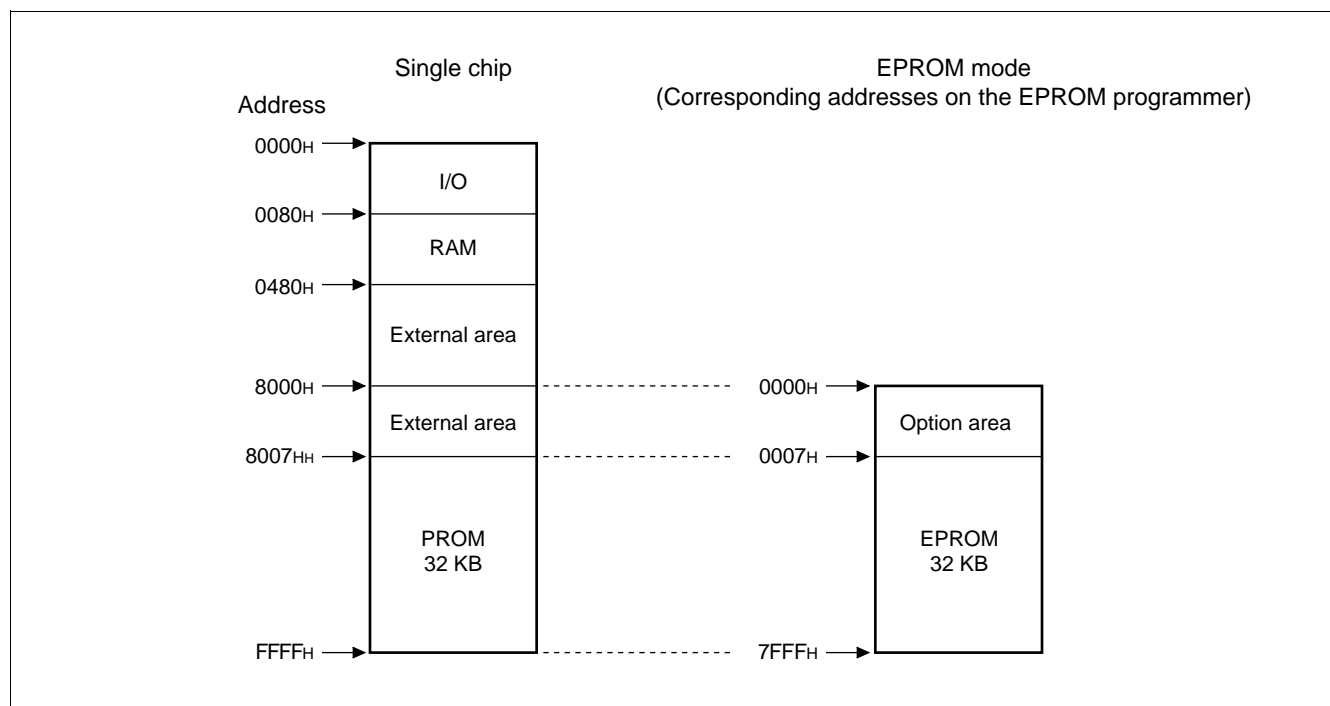 Single chip
EPROM mode
(Corresponding addresses on the EPROM programmer)
Address
0000H
I/O
0080H
RAM
0480H
External area
8000H
0000H
External area
Option area
8007HH
0007H
PROM
32 KB
EPROM
32 KB
FFFFH
7FFFH